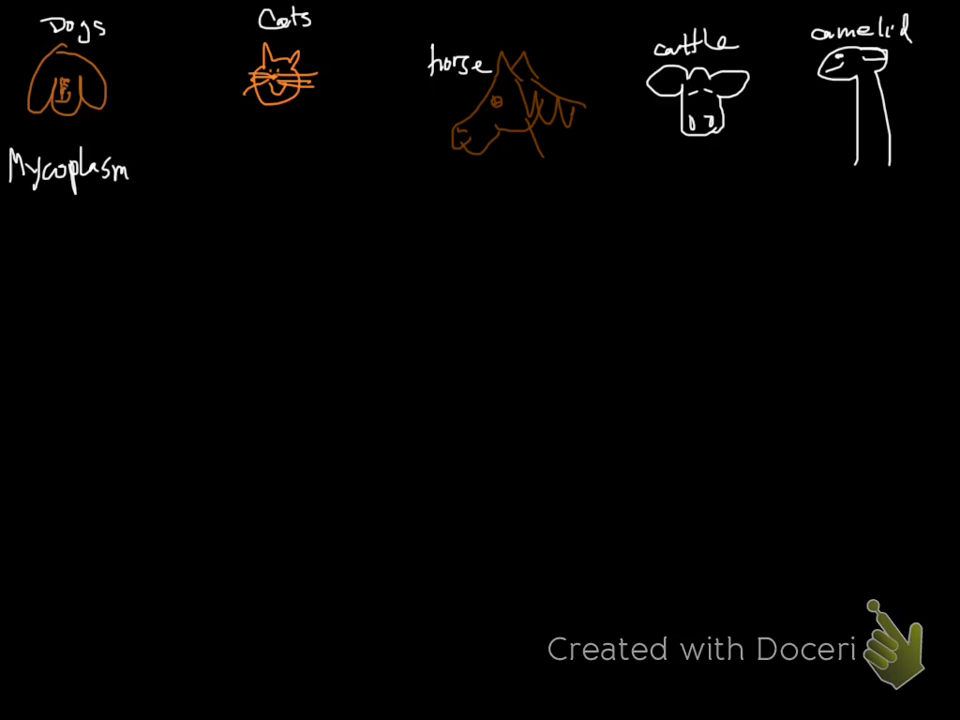 Dogs
Cats
horse
cattle
camelid
Mycoplasm
Created with Doceri